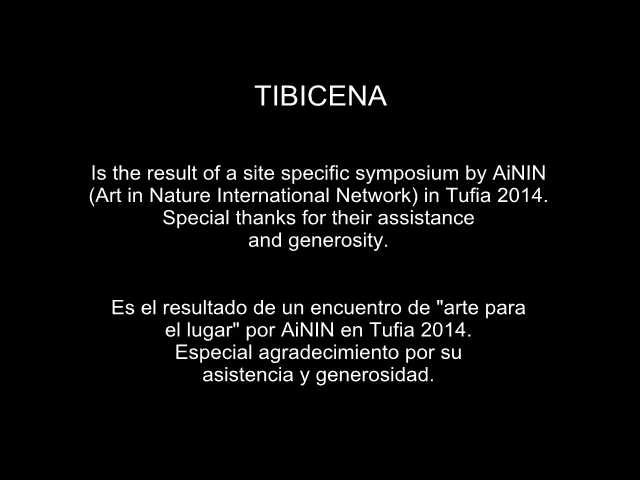 TIBICENA
Is the result of a site specific symposium by AiNIN
(Art in Nature International Network) in Tufia 2014.
Special thanks for their assistance
and generosity.
Es el resultado de un encuentro de "arte para
el lugar" por AiNIN en Tufia 2014.
Especial agradecimiento por su
asistencia y generosidad.